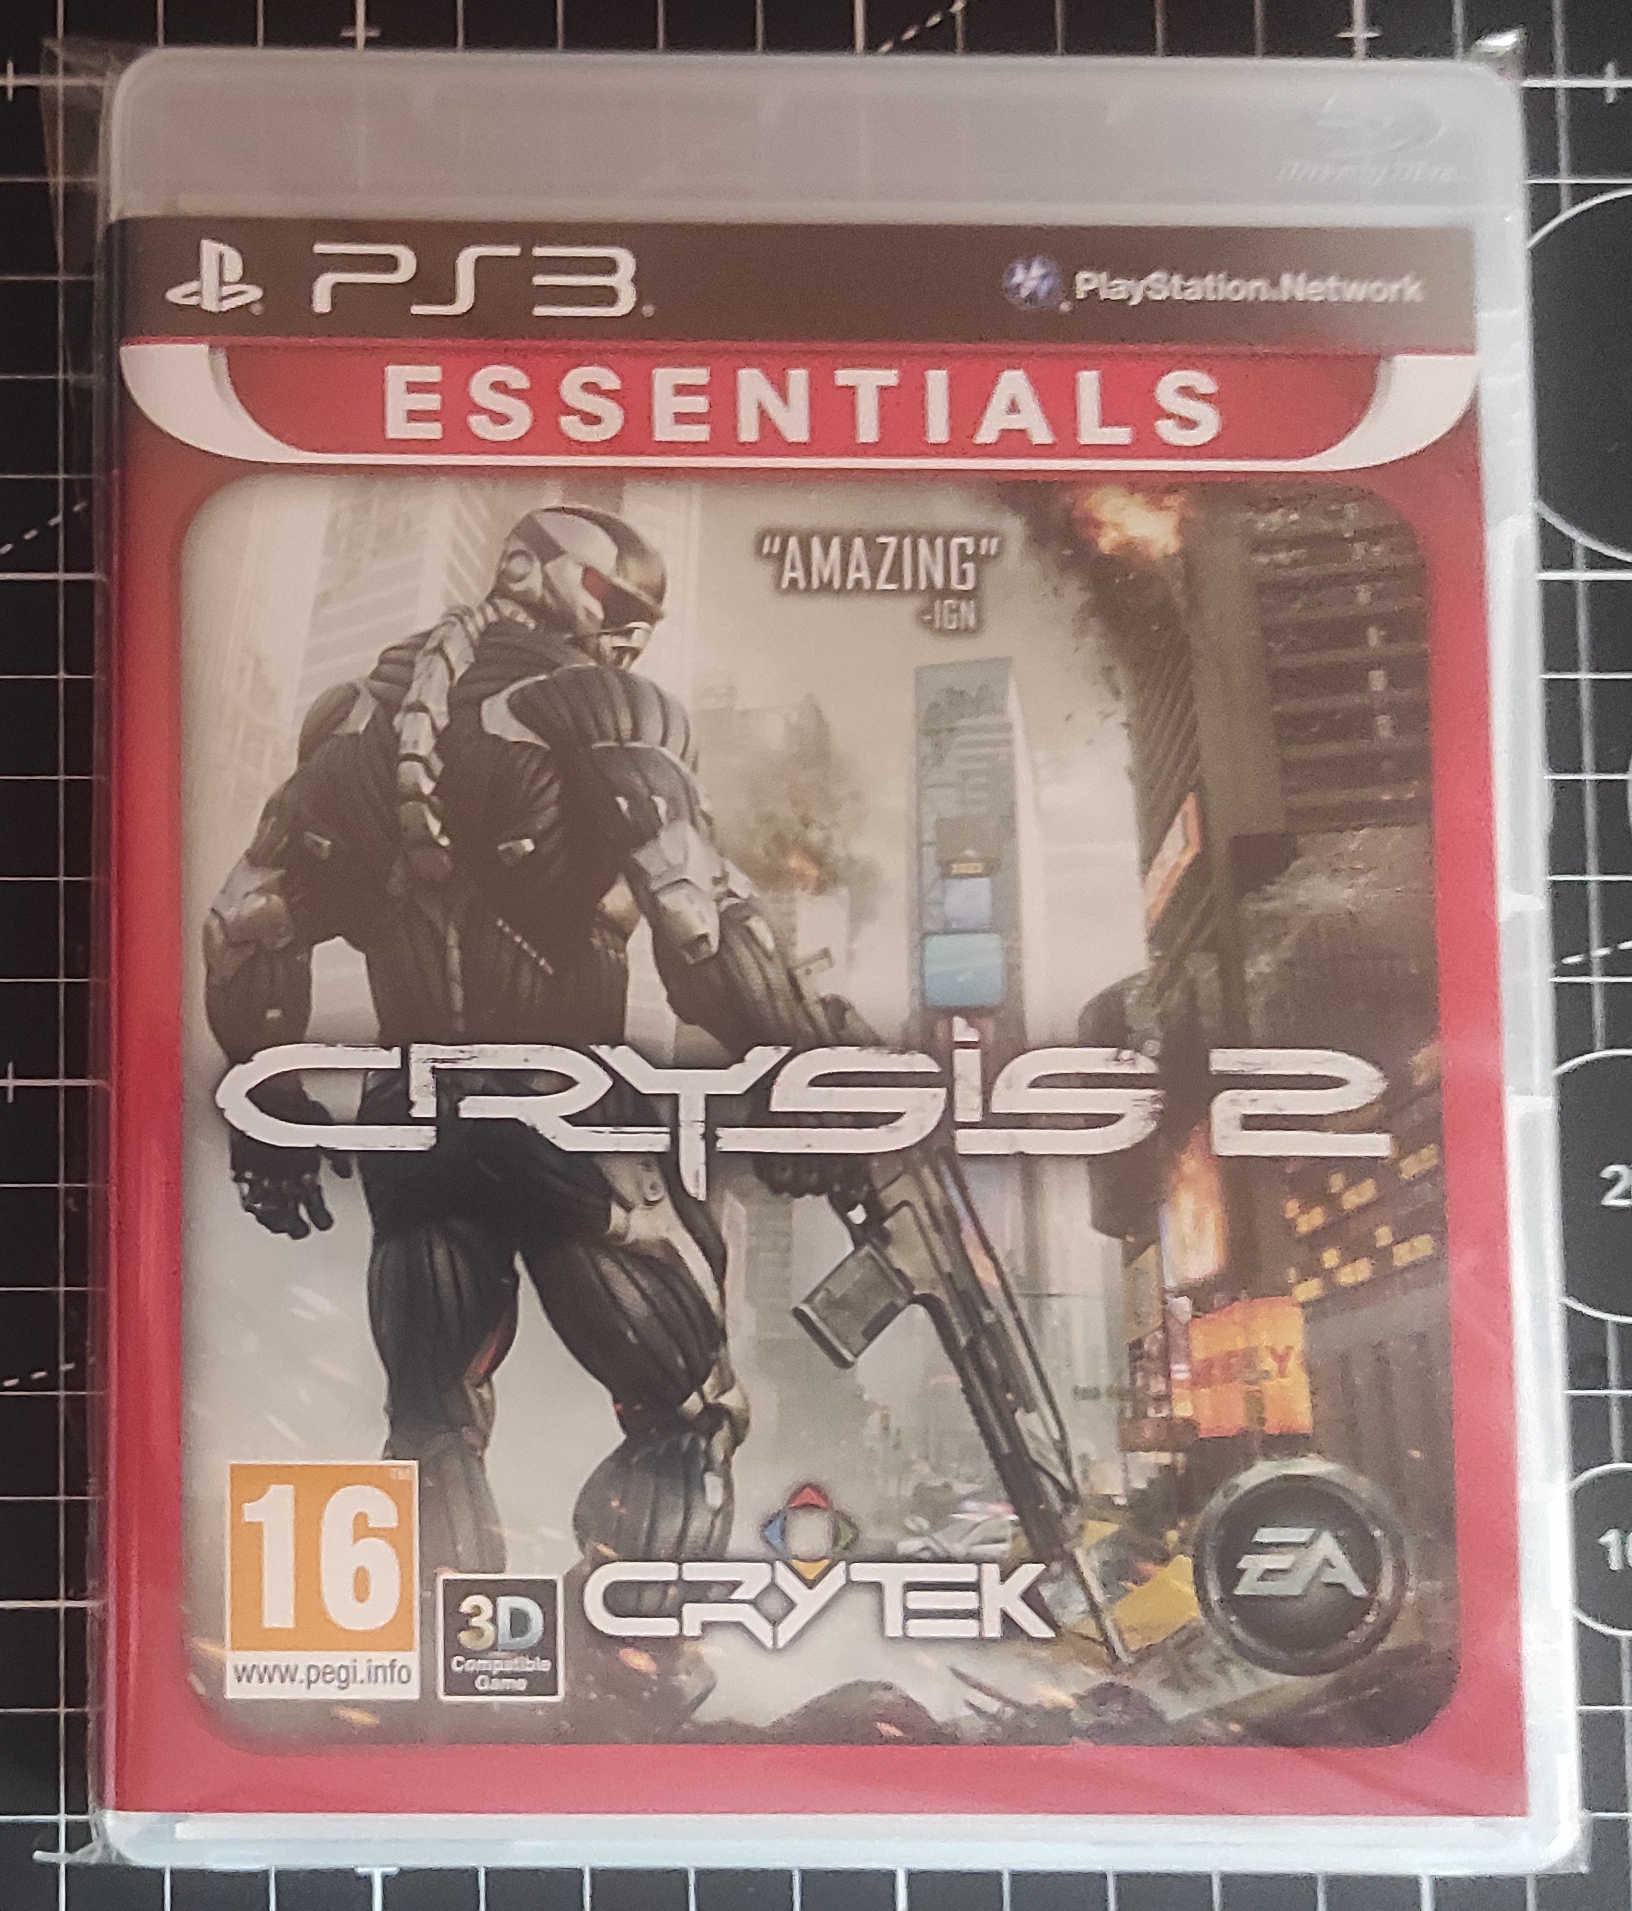 PS3
PlayStation Network
ESSENTIALS
"AMAZING"
-IGN
CRYSIS 2
16
www.pegi.info
3D
Compatible
Game
CRYTEK
EA